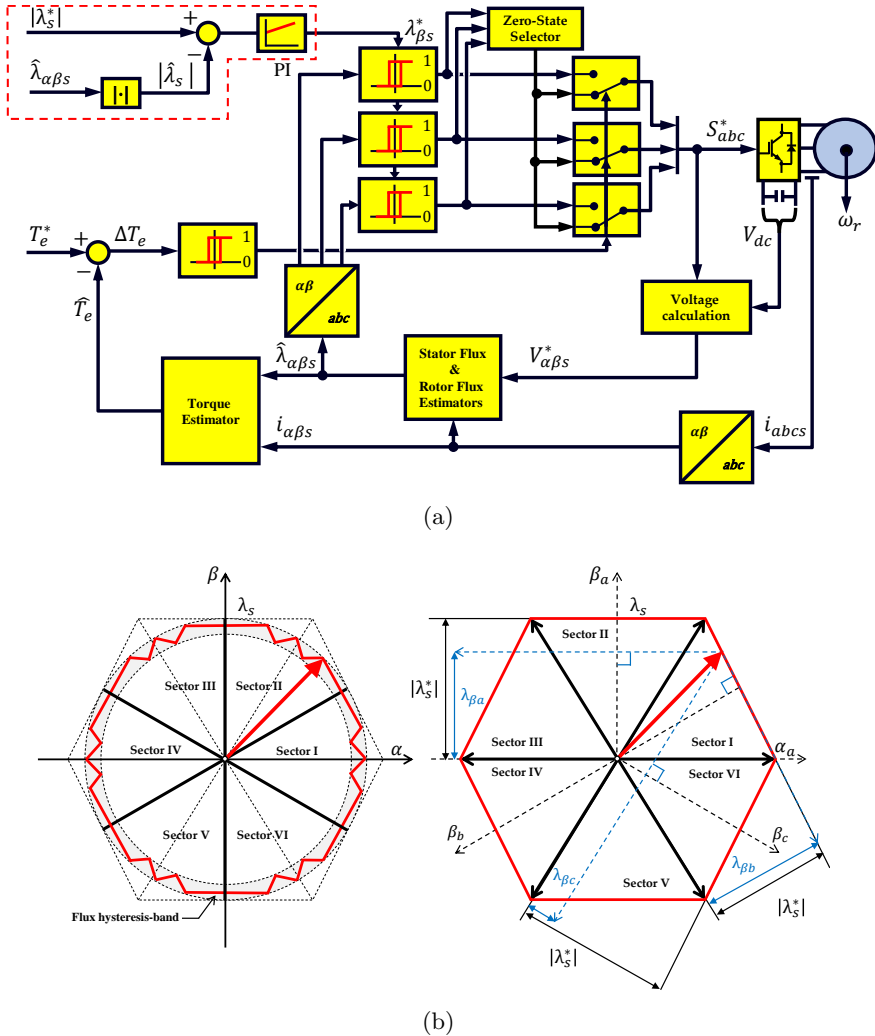 |λ*s|
+
−
λ*βs
Zero-State
Selector
PI
λ̂αβs
|·|
|λ̂s|
1
0
1
0
1
0
S*abc
ωr
Vdc
T*e
+
−
ΔTe
1
0
T̂e
αβ
abc
Voltage
calculation
λ̂αβs
Stator Flux
&
Rotor Flux
Estimators
V*αβs
Torque
Estimator
iαβs
αβ
abc
iabcs
(a)
β
λs
Sector III
Sector II
Sector IV
Sector I
α
Sector V
Sector VI
Flux hysteresis-band
βa
λs
Sector II
|λ*s|
λβa
Sector III
Sector I
αa
Sector IV
Sector VI
βb
βc
λβc
Sector V
λβb
|λ*s|
|λ*s|
(b)